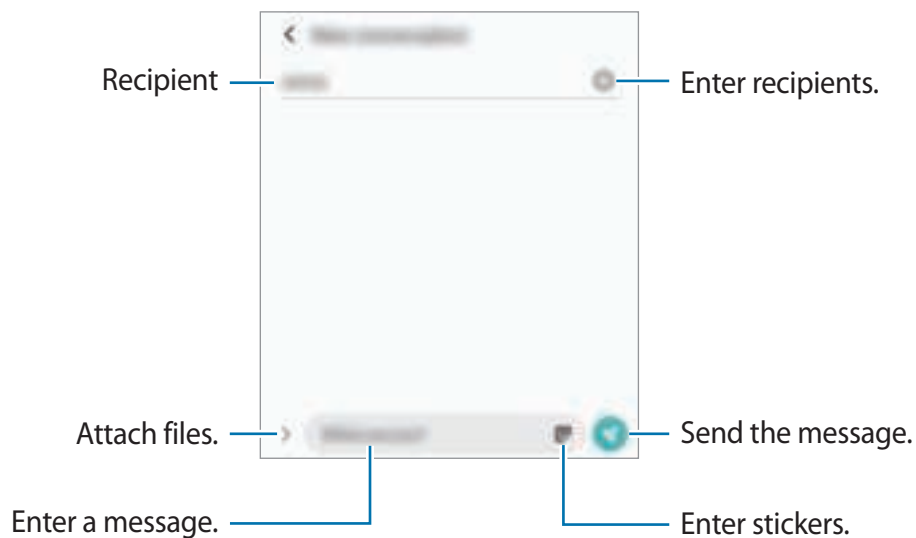 Recipient
Enter recipients.
Attach files.
Send the message.
Enter a message.
Enter stickers.